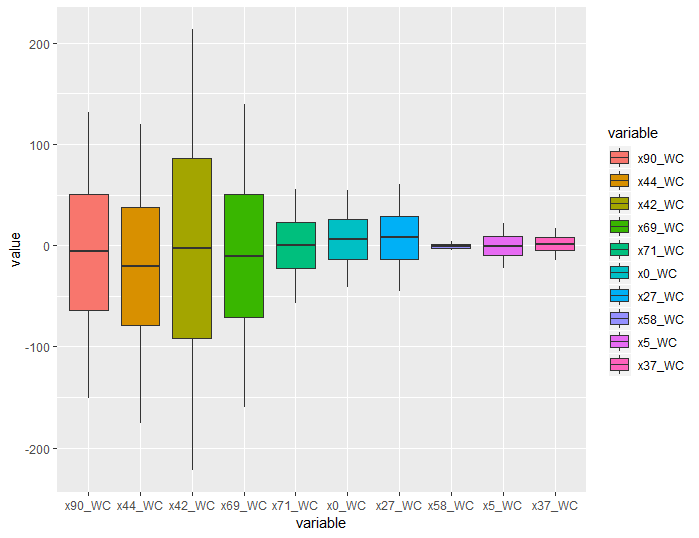 200
100
0
-100
-200
value
x90_WC x44_WC x42_WC x69_WC x71_WC x0_WC x27_WC x58_WC x5_WC x37_WC
variable
variable
x90_WC
x44_WC
x42_WC
x69_WC
x71_WC
x0_WC
x27_WC
x58_WC
x5_WC
x37_WC